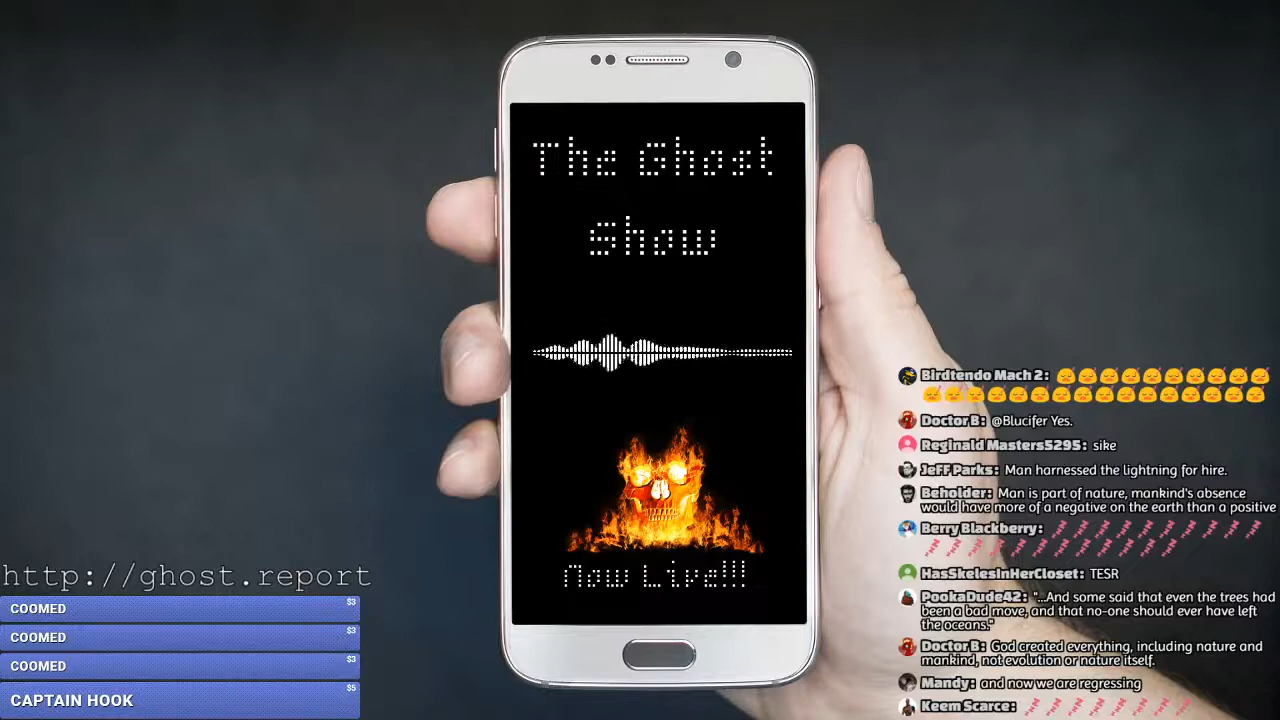 The Ghost
Show
Now Live!!!
http://ghost.report
COOMED $3
COOMED $3
COOMED $3
CAPTAIN HOOK $5
Birdtendo Mach 2:
Doctor B: @Blucifer Yes.
Reginald Masters5295: sike
Jeff Parks: Man harnessed the lightning for hire.
Beholder: Man is part of nature, mankind's absence
would have more of a negative on the earth than a positive
Berry Blackberry:
HasSkelesInHerCloset: TESR
PookaDude42: "...And some said that even the trees had
been a bad move, and that no-one should ever have left
the oceans."
Doctor B: God created everything, including nature and
mankind, not evolution or nature itself.
Mandy: and now we are regressing
Keem Scarce: